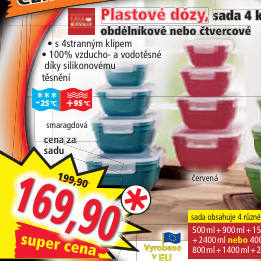 Plastové dózy, sada 4 k
obdélníkové nebo čtvercové
• s 4stranným klipem
• 100% vzducho- a vodotěsné
díky silikonovému
těsnění
-25°C
+95°C
smaragdová
cena za
sadu
199,90
169,90
super cena
červená
Vyrobeno
v EU
sada obsahuje 4 různé
500 ml + 900 ml + 15
+ 2400 ml nebo 400
800 ml + 1400 ml + 2